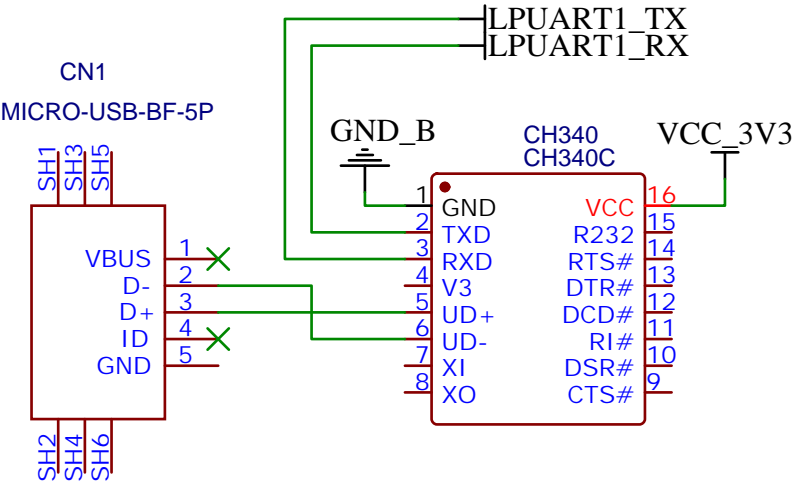 LPUART1_TX
LPUART1_RX
CN1
MICRO-USB-BF-5P
GND_B
CH340
CH340C
VCC_3V3
SH1
SH3
SH5
VBUS 1
D- 2
D+ 3
ID 4
GND 5
SH2
SH4
SH6
1 GND
2 TXD
3 RXD
4 V3
5 UD+
6 UD-
7 XI
8 XO
VCC 16
R232 15
RTS# 14
DTR# 13
DCD# 12
RI# 11
DSR# 10
CTS# 9